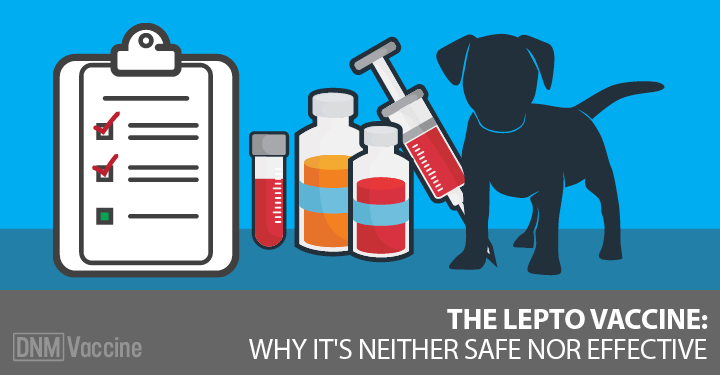 THE LEPTO VACCINE:
WHY IT'S NEITHER SAFE NOR EFFECTIVE
DNM Vaccine